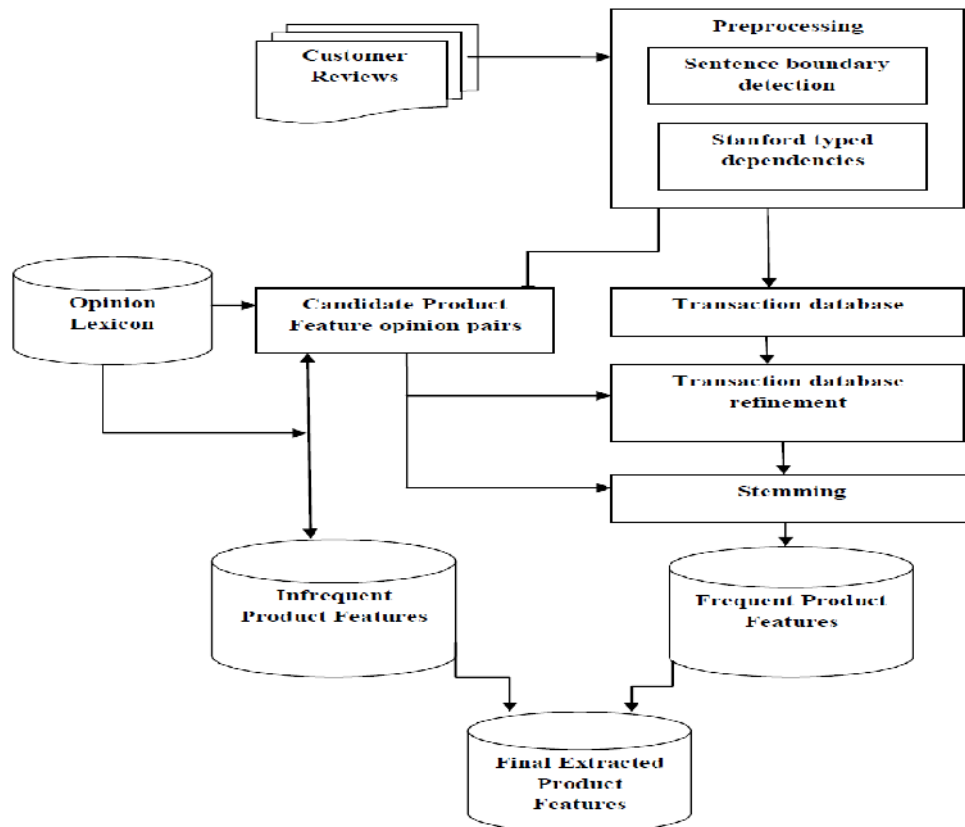 Preprocessing
Customer
Reviews
Sentence boundary
detection
Stanford typed
dependencies
Opinion
Lexicon
Candidate Product
Feature opinion pairs
Transaction database
Transaction database
refinement
Stemming
Infrequent
Product Features
Frequent Product
Features
Final Extracted
Product
Features